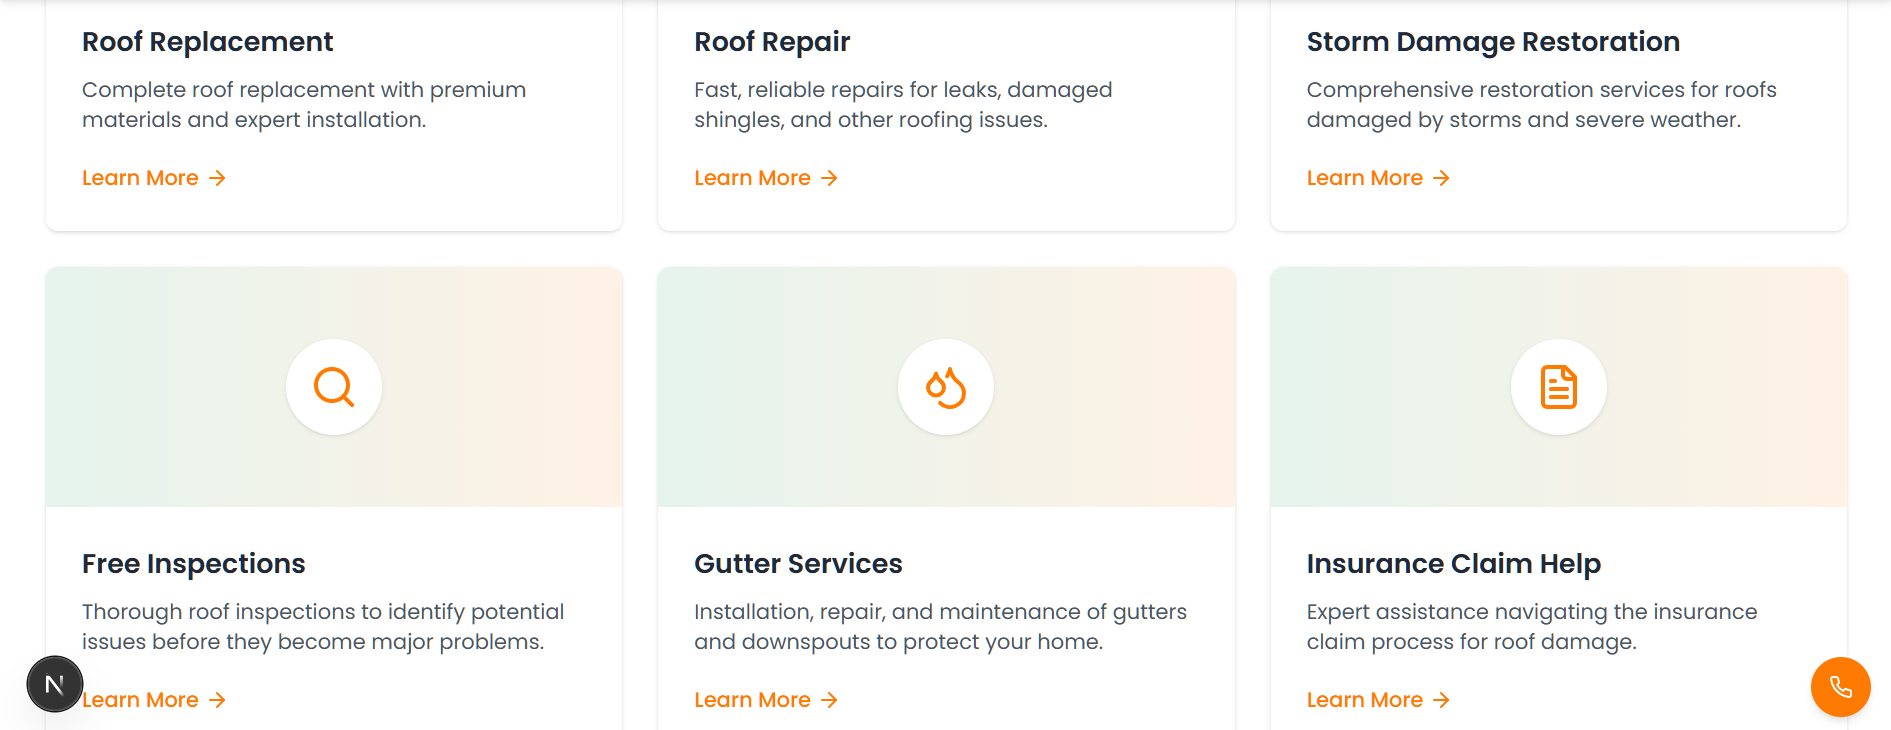 Roof Replacement
Complete roof replacement with premium
materials and expert installation.
Learn More
Roof Repair
Fast, reliable repairs for leaks, damaged
shingles, and other roofing issues.
Learn More
Storm Damage Restoration
Comprehensive restoration services for roofs
damaged by storms and severe weather.
Learn More
Free Inspections
Thorough roof inspections to identify potential
issues before they become major problems.
Learn More
Gutter Services
Installation, repair, and maintenance of gutters
and downspouts to protect your home.
Learn More
Insurance Claim Help
Expert assistance navigating the insurance
claim process for roof damage.
Learn More
N